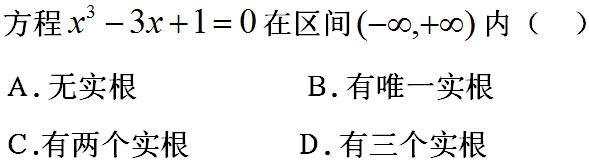 方程 x³ − 3x + 1 = 0 在区间 (−∞,+∞) 内（　）
A.无实根　　B.有唯一实根
C.有两个实根　　D.有三个实根